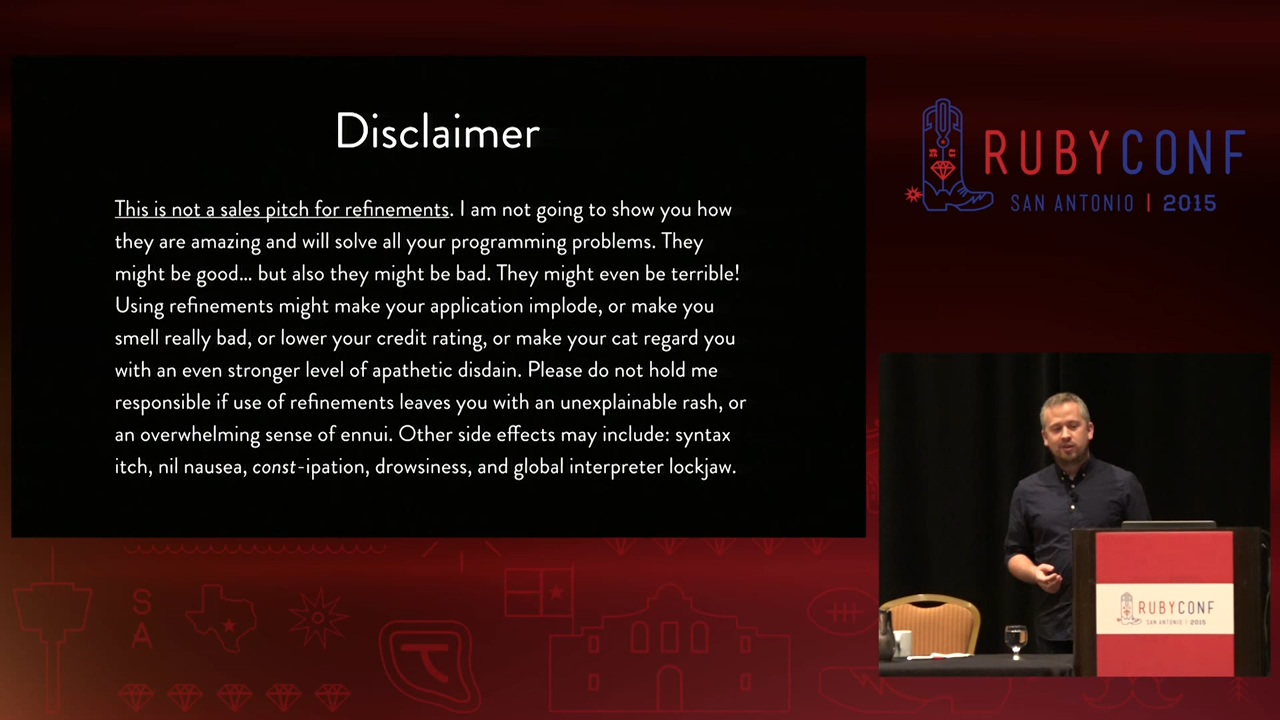 Disclaimer
This is not a sales pitch for refinements. I am not going to show you how
they are amazing and will solve all your programming problems. They
might be good... but also they might be bad. They might even be terrible!
Using refinements might make your application implode, or make you
smell really bad, or lower your credit rating, or make your cat regard you
with an even stronger level of apathetic disdain. Please do not hold me
responsible if use of refinements leaves you with an unexplainable rash, or
an overwhelming sense of ennui. Other side effects may include: syntax
itch, nil nausea, const-ipation, drowsiness, and global interpreter lockjaw.
RUBYCONF
SAN ANTONIO | 2015
RUBYCONF
SAN ANTONIO | 2015
S
A